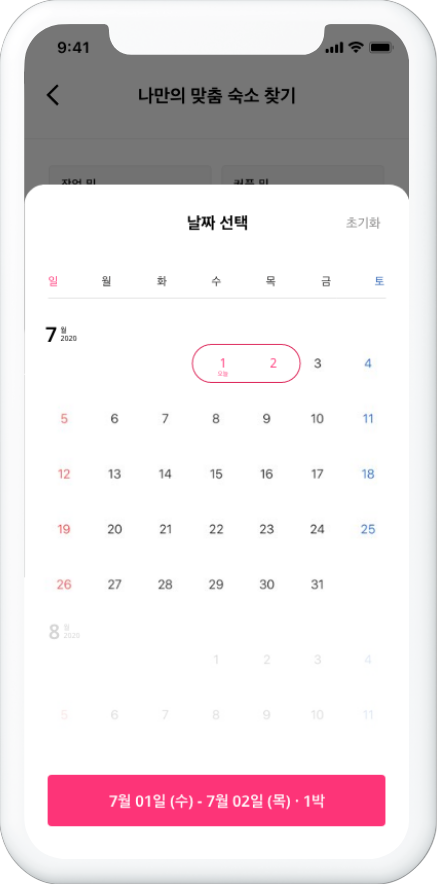 9:41
나만의 맞춤 숙소 찾기
날짜 선택 초기화
일 월 화 수 목 금 토
7 월 2020
1 2 3 4
오늘
5 6 7 8 9 10 11
12 13 14 15 16 17 18
19 20 21 22 23 24 25
26 27 28 29 30 31
8 월 2020
1 2 3 4
5 6 7 8 9 10 11
7월 01일 (수) - 7월 02일 (목) · 1박